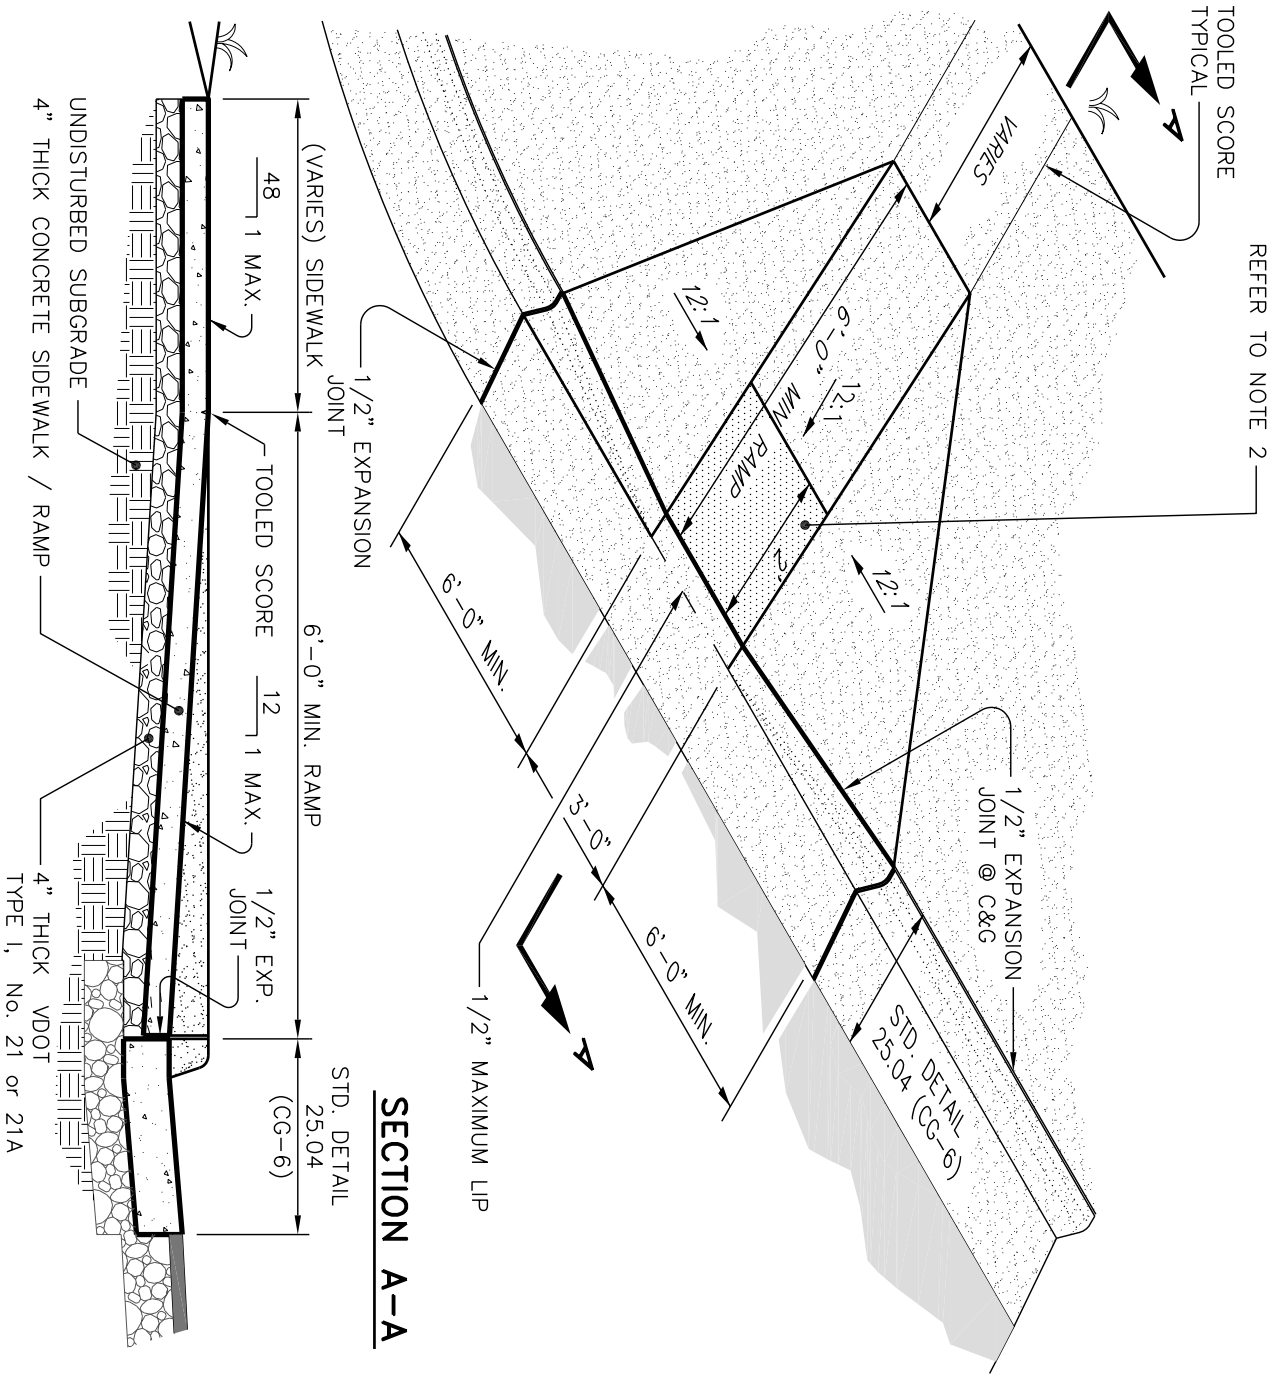 TOOLED SCORE
TYPICAL
REFER TO NOTE 2
A
VARIES
6'-0" MIN
RAMP
12:1
12:1
12:1
2'
1/2" EXPANSION
JOINT
1/2" EXPANSION
JOINT @ C&G
6'-0" MIN.
3'-0"
6'-0" MIN.
STD. DETAIL
25.04 (CG-6)
A
1/2" MAXIMUM LIP
SECTION A-A
(VARIES) SIDEWALK
6'-0" MIN. RAMP
STD. DETAIL
25.04
(CG-6)
48
1 MAX.
TOOLED SCORE
12
1 MAX.
1/2" EXP.
JOINT
UNDISTURBED SUBGRADE
4" THICK CONCRETE SIDEWALK / RAMP
4" THICK VDOT
TYPE I, No. 21 or 21A